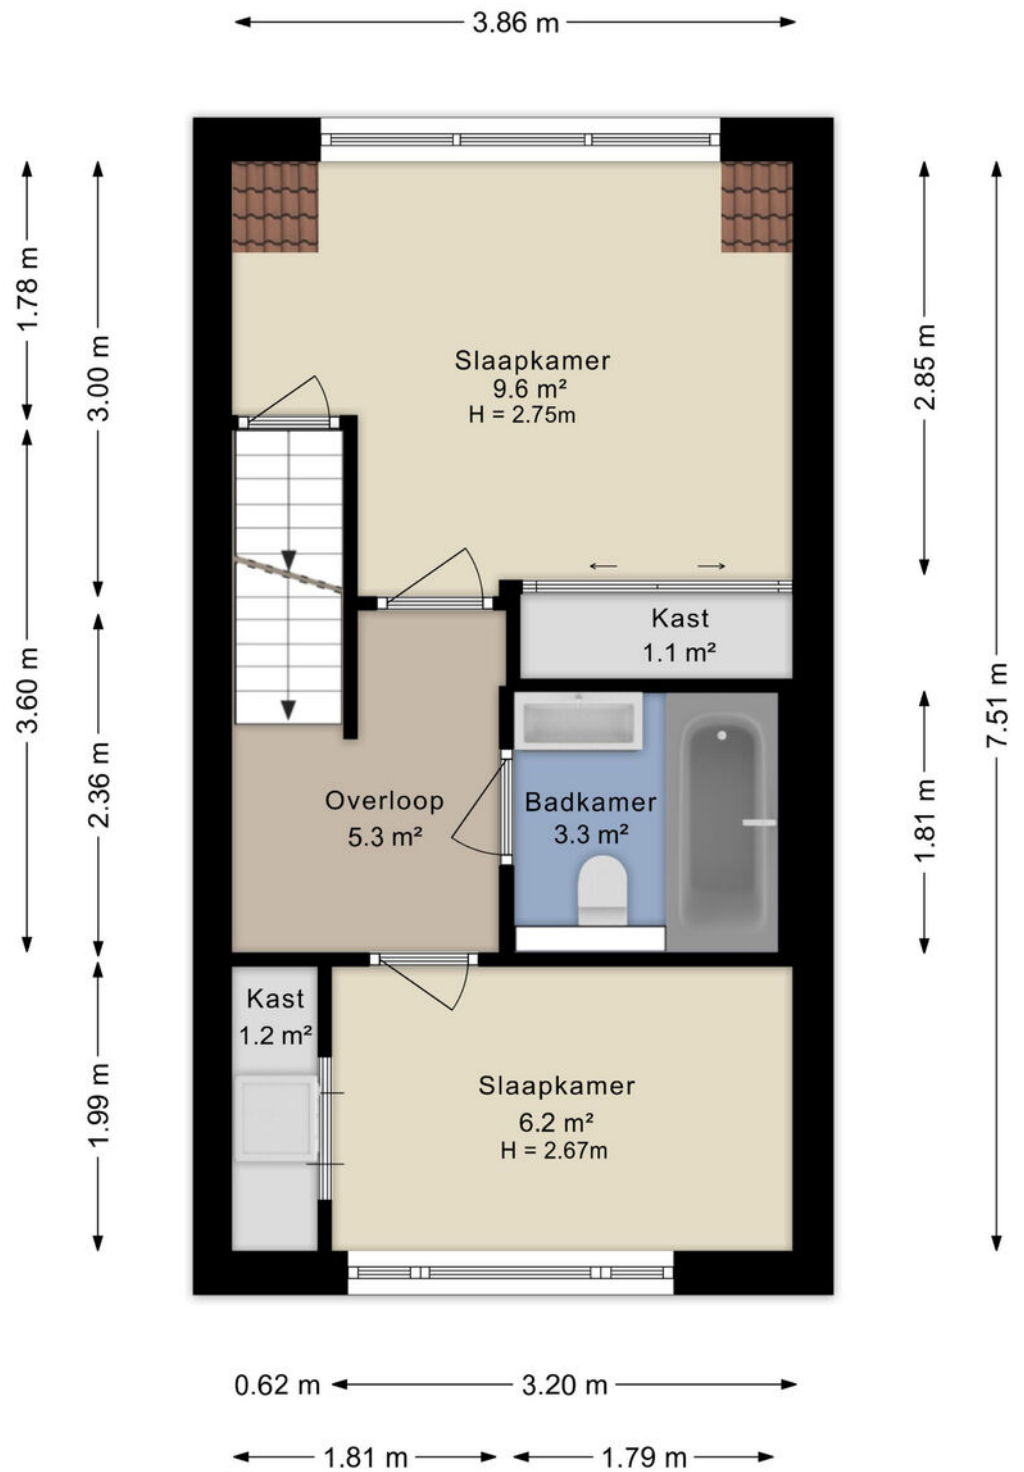 3.86 m
1.78 m
3.00 m
2.85 m
Slaapkamer
9.6 m²
H = 2.75m
Kast
1.1 m²
3.60 m
7.51 m
2.36 m
Overloop
5.3 m²
Badkamer
3.3 m²
1.81 m
Kast
1.2 m²
1.99 m
Slaapkamer
6.2 m²
H = 2.67m
0.62 m
3.20 m
1.81 m
1.79 m